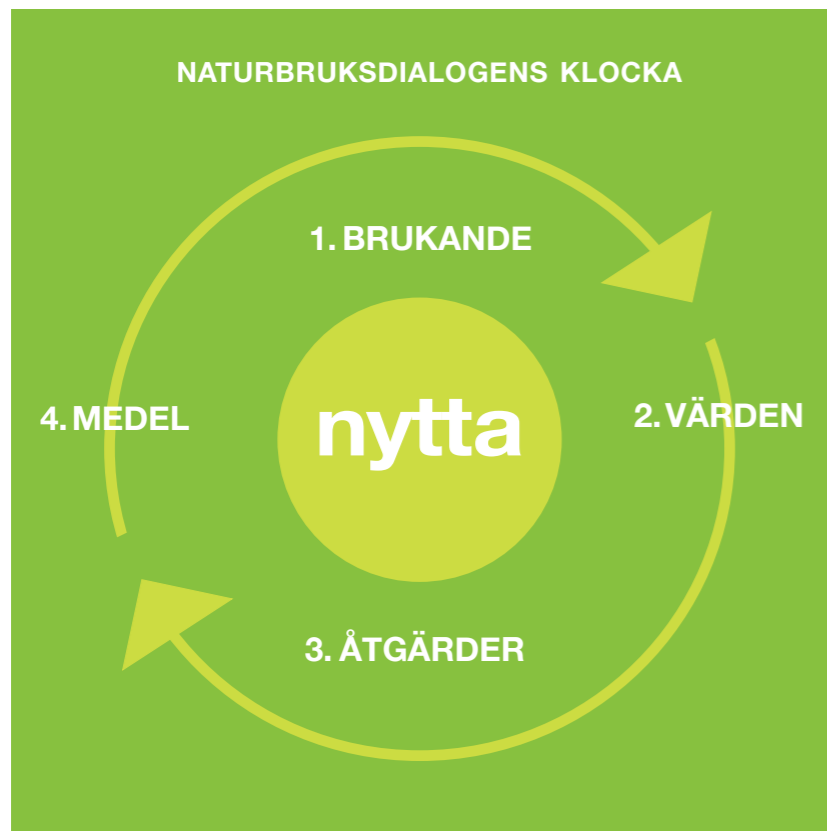 NATURBRUKSDIALOGENS KLOCKA
1. BRUKANDE
2. VÄRDEN
3. ÅTGÄRDER
4. MEDEL
nytta